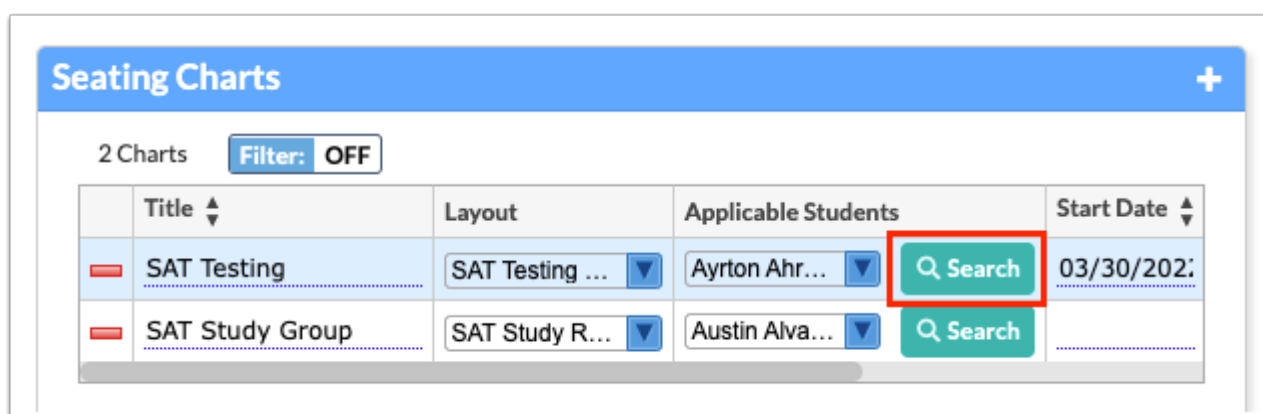 Seating Charts
2 Charts Filter: OFF
Title Layout Applicable Students Start Date
SAT Testing SAT Testing ... Ayrton Ahr... Search 03/30/202
SAT Study Group SAT Study R... Austin Alva... Search